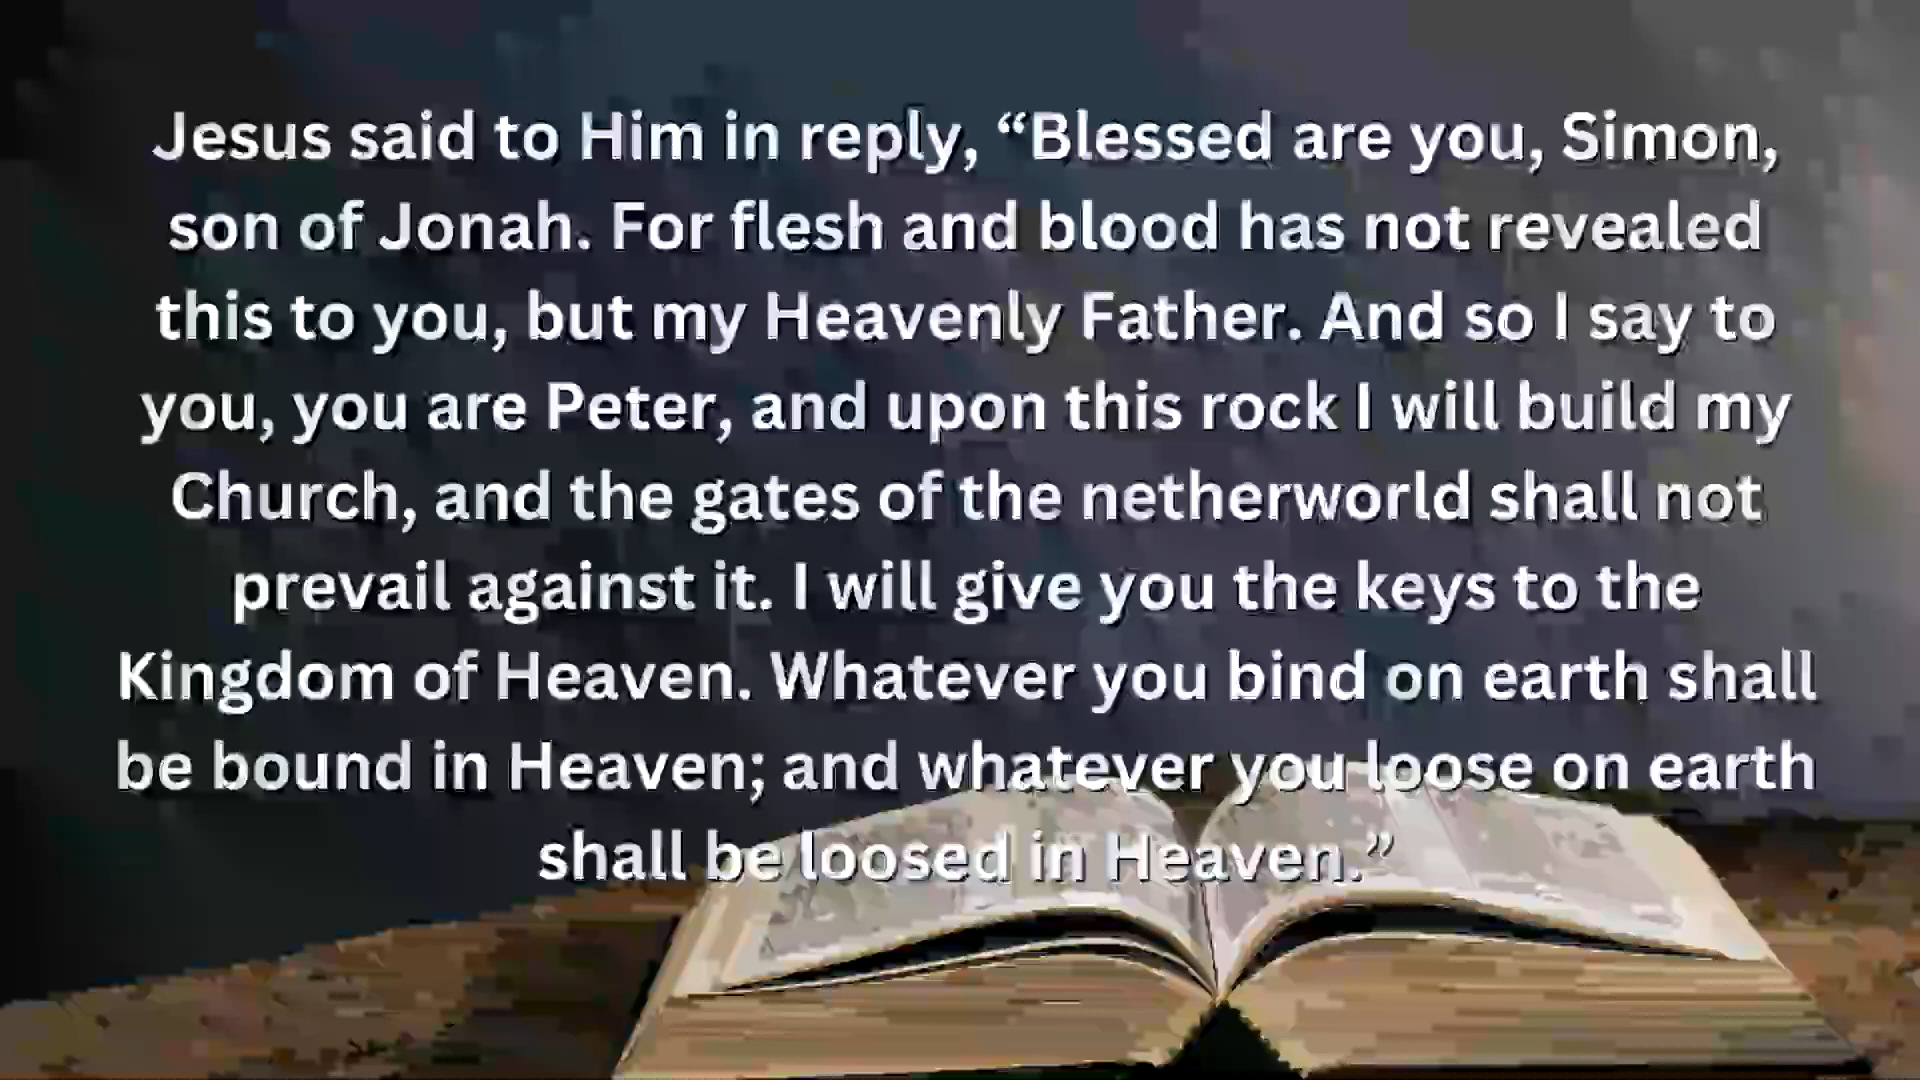 Jesus said to Him in reply, “Blessed are you, Simon,
son of Jonah. For flesh and blood has not revealed
this to you, but my Heavenly Father. And so I say to
you, you are Peter, and upon this rock I will build my
Church, and the gates of the netherworld shall not
prevail against it. I will give you the keys to the
Kingdom of Heaven. Whatever you bind on earth shall
be bound in Heaven; and whatever you loose on earth
shall be loosed in Heaven.”